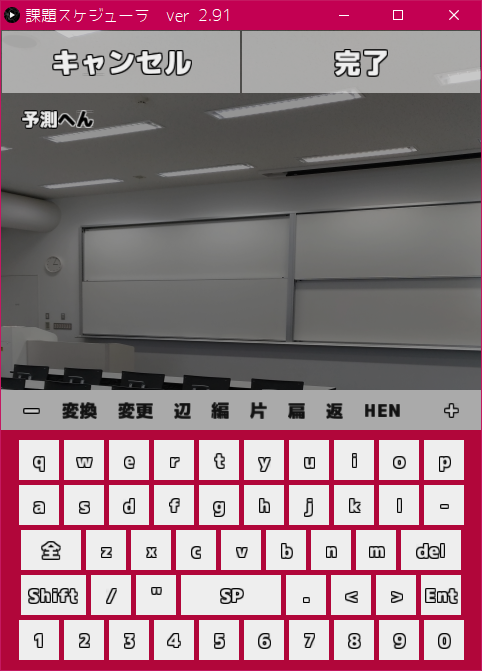 課題スケジューラ ver 2.91
キャンセル 完了
予測へん
変換 変更 辺 編 片 扁 返 HEN
q w e r t y u i o p
a s d f g h j k l -
全 z x c v b n m del
Shift / " SP . < > Ent
1 2 3 4 5 6 7 8 9 0